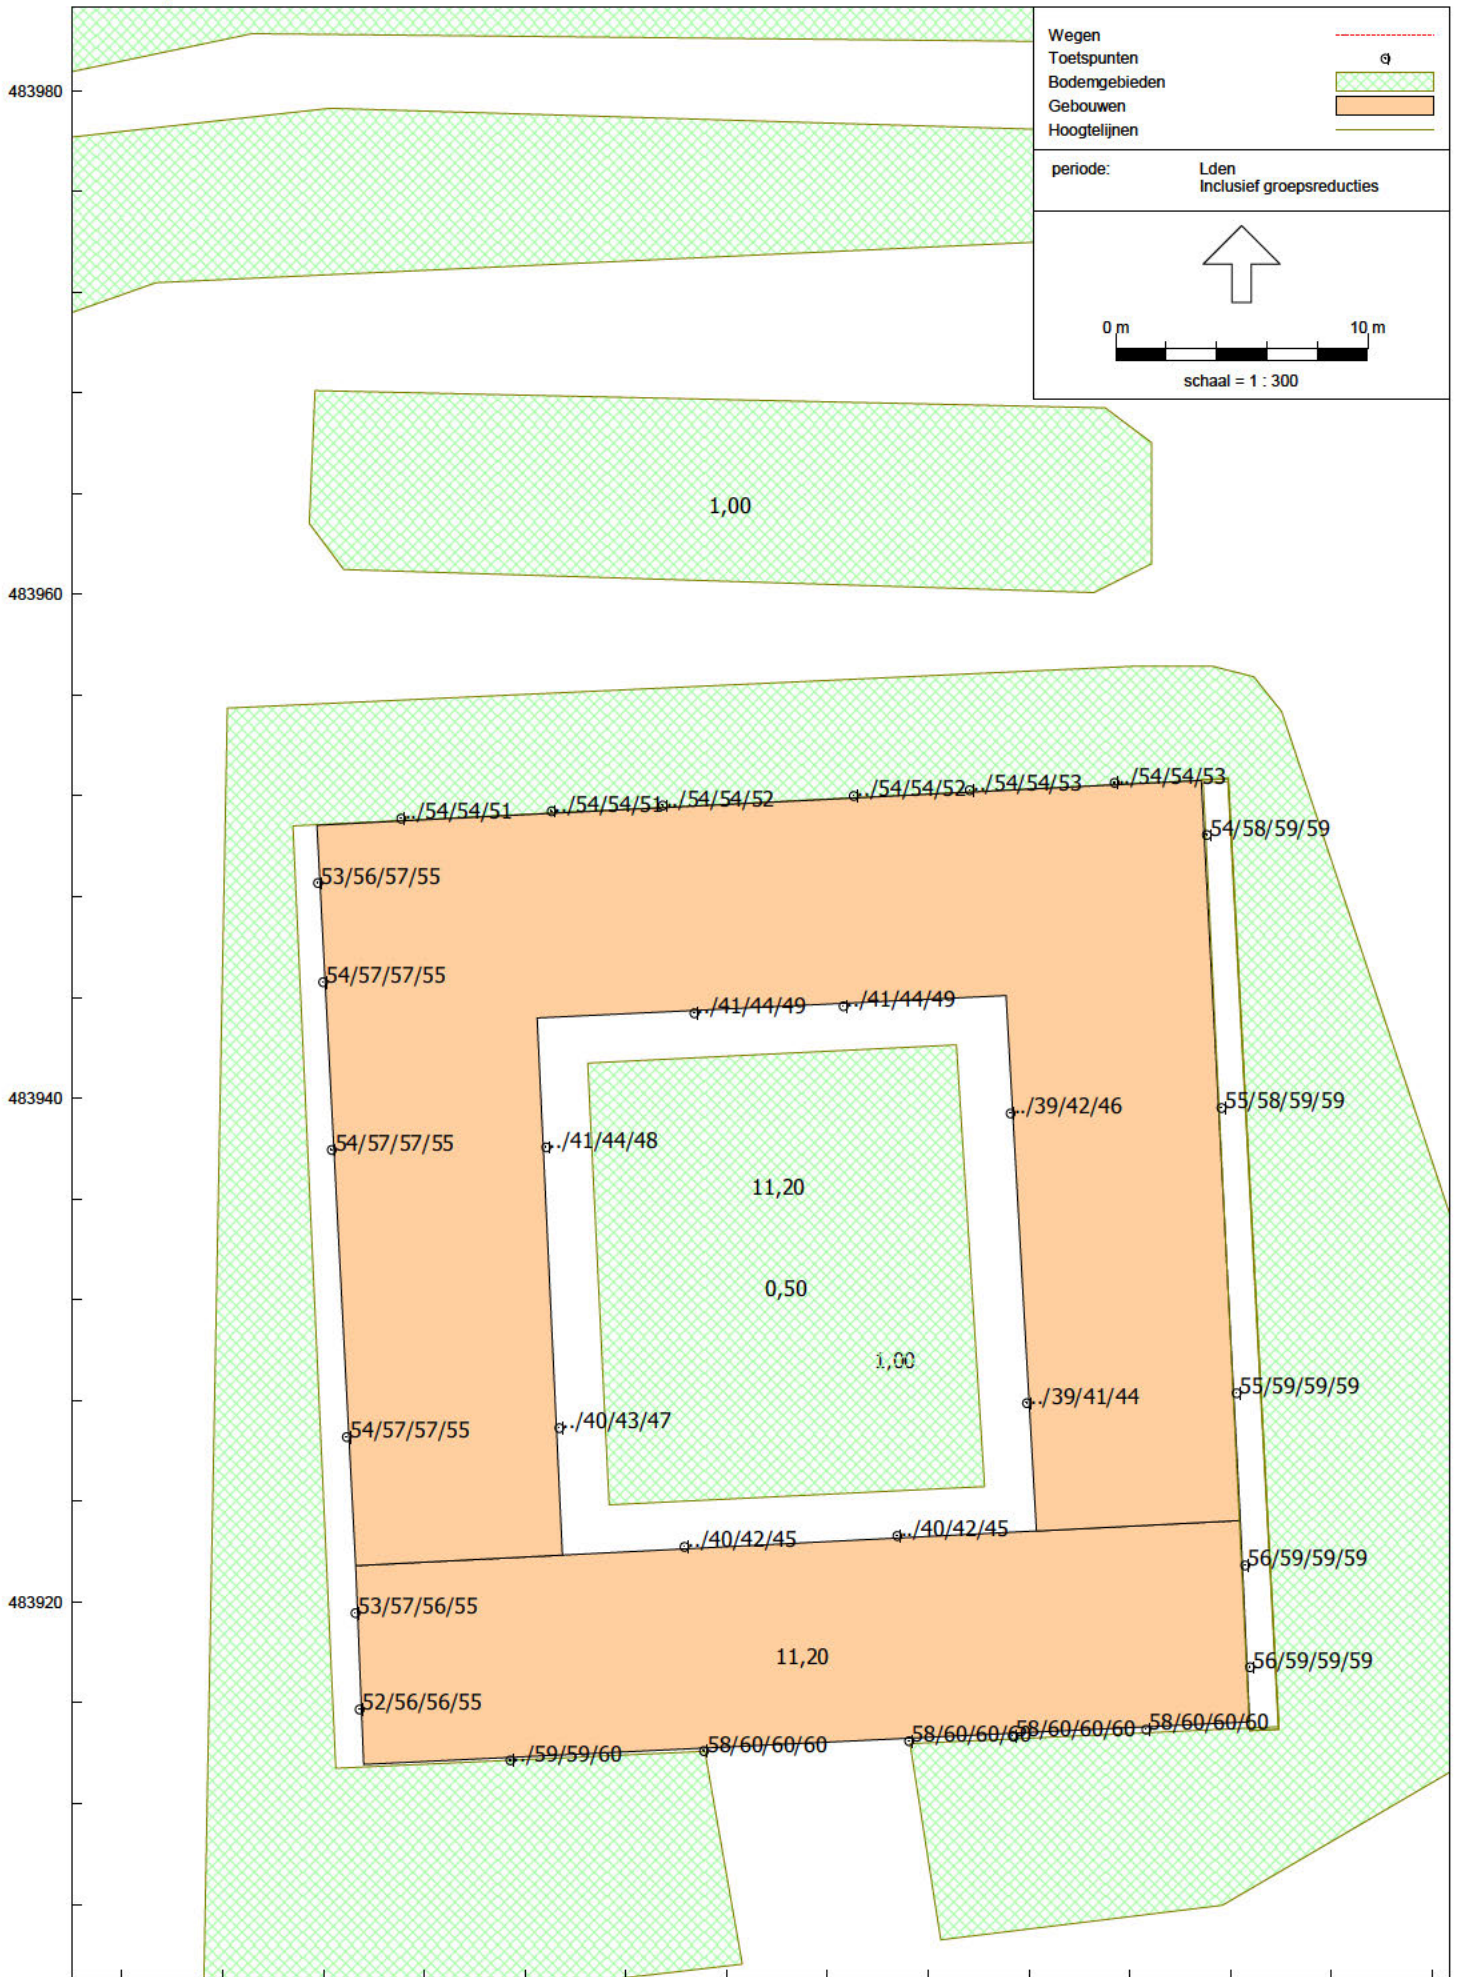 Wegen
Toetspunten
Bodemgebieden
Gebouwen
Hoogtelijnen
periode: Lden
Inclusief groepsreducties
0 m 10 m
schaal = 1 : 300
483980
1,00
483960
../54/54/51 ../54/54/51 ../54/54/52 ../54/54/52 ../54/54/53 ../54/54/53
54/58/59/59
53/56/57/55
54/57/57/55
../41/44/49 ../41/44/49
483940
../39/42/46 55/58/59/59
54/57/57/55 ../41/44/48
11,20
0,50
1,00
55/59/59/59
../39/41/44
54/57/57/55 ../40/43/47
../40/42/45 ../40/42/45
56/59/59/59
483920
53/57/56/55
11,20
56/59/59/59
52/56/56/55
../59/59/60 58/60/60/60 58/60/60/60 58/60/60/60 58/60/60/60